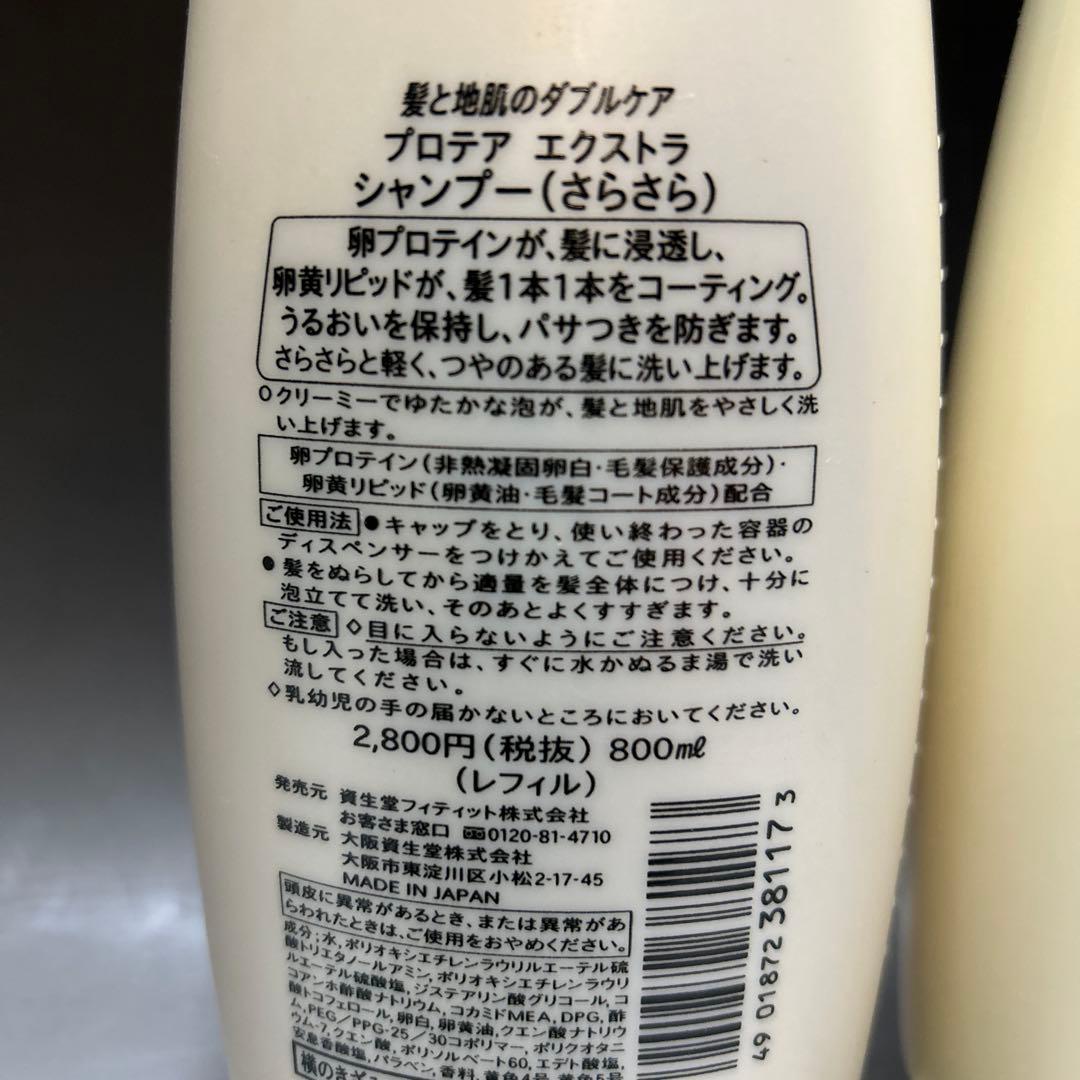 髪と地肌のダブルケア
プロテア エクストラ
シャンプー(さらさら)
卵プロテインが、髪に浸透し、
卵黄リピッドが、髪1本1本をコーティング。
うるおいを保持し、パサつきを防ぎます。
さらさらと軽く、つやのある髪に洗い上げます。
○クリーミーでゆたかな泡が、髪と地肌をやさしく洗
い上げます。
卵プロテイン(非熱凝固卵白・毛髪保護成分)・
卵黄リピッド(卵黄油・毛髪コート成分)配合
ご使用法 ●キャップをとり、使い終わった容器の
ディスペンサーをつけかえてご使用ください。
●髪をぬらしてから適量を髪全体につけ、十分に
泡立てて洗い、そのあとよくすすぎます。
ご注意 ◇目に入らないようにご注意ください。
もし入った場合は、すぐに水かぬるま湯で洗い
流してください。
◇乳幼児の手の届かないところにおいてください。
2,800円(税抜) 800ml
(レフィル)
発売元 資生堂フィティット株式会社
お客さま窓口 0120-81-4710
製造元 大阪資生堂株式会社
大阪市東淀川区小松2-17-45
MADE IN JAPAN
頭皮に異常があるとき、または異常があ
らわれたときは、ご使用をおやめください。
成分:水、ポリオキシエチレンラウリルエーテル硫
酸トリエタノールアミン、ポリオキシエチレンラウリ
ルエーテル硫酸塩、ジステアリン酸グリコール、コ
コアンホ酢酸ナトリウム、コカミドMEA、DPG、酢
酸トコフェロール、卵白、卵黄油、クエン酸ナトリウ
ム、PEG/PPG-25/30コポリマー、ポリクオタニ
ウム-7、クエン酸、ポリソルベート60、エデト酸塩、
安息香酸塩、パラベン、香料、黄色4号、黄色5号
横のきざ
4 901872 381173